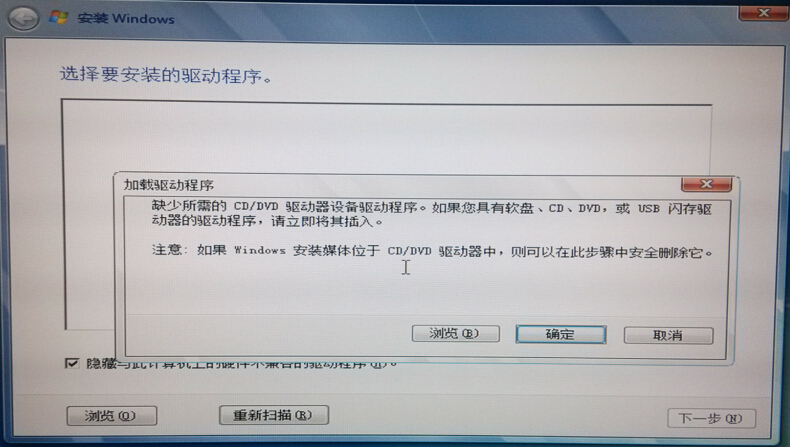 安装 Windows
选择要安装的驱动程序。
加载驱动程序
缺少所需的 CD/DVD 驱动器设备驱动程序。如果您具有软盘、CD、DVD，或 USB 闪存驱
动器的驱动程序，请立即将其插入。
注意: 如果 Windows 安装媒体位于 CD/DVD 驱动器中，则可以在此步骤中安全删除它。
浏览(B)
确定
取消
隐藏与此计算机上的硬件不兼容的驱动程序(H)。
浏览(O)
重新扫描(R)
下一步(N)